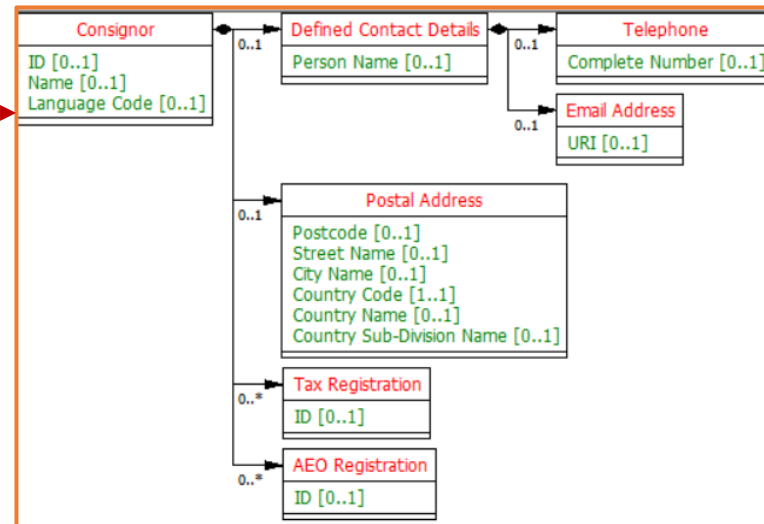 Consignor
ID [0..1]
Name [0..1]
Language Code [0..1]
0..1
Defined Contact Details
Person Name [0..1]
0..1
Telephone
Complete Number [0..1]
0..1
Email Address
URI [0..1]
0..1
Postal Address
Postcode [0..1]
Street Name [0..1]
City Name [0..1]
Country Code [1..1]
Country Name [0..1]
Country Sub-Division Name [0..1]
0..*
Tax Registration
ID [0..1]
0..*
AEO Registration
ID [0..1]